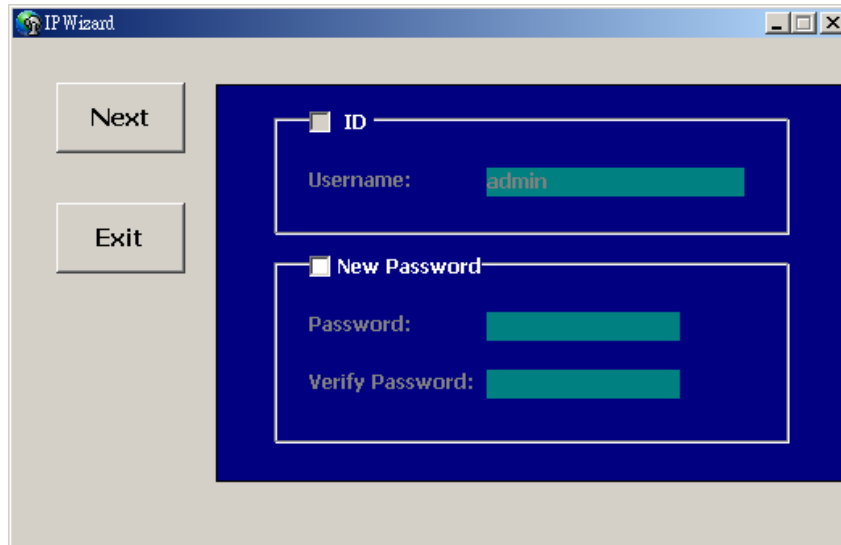 IP Wizard
Next
Exit
ID
Username: admin
New Password
Password:
Verify Password: